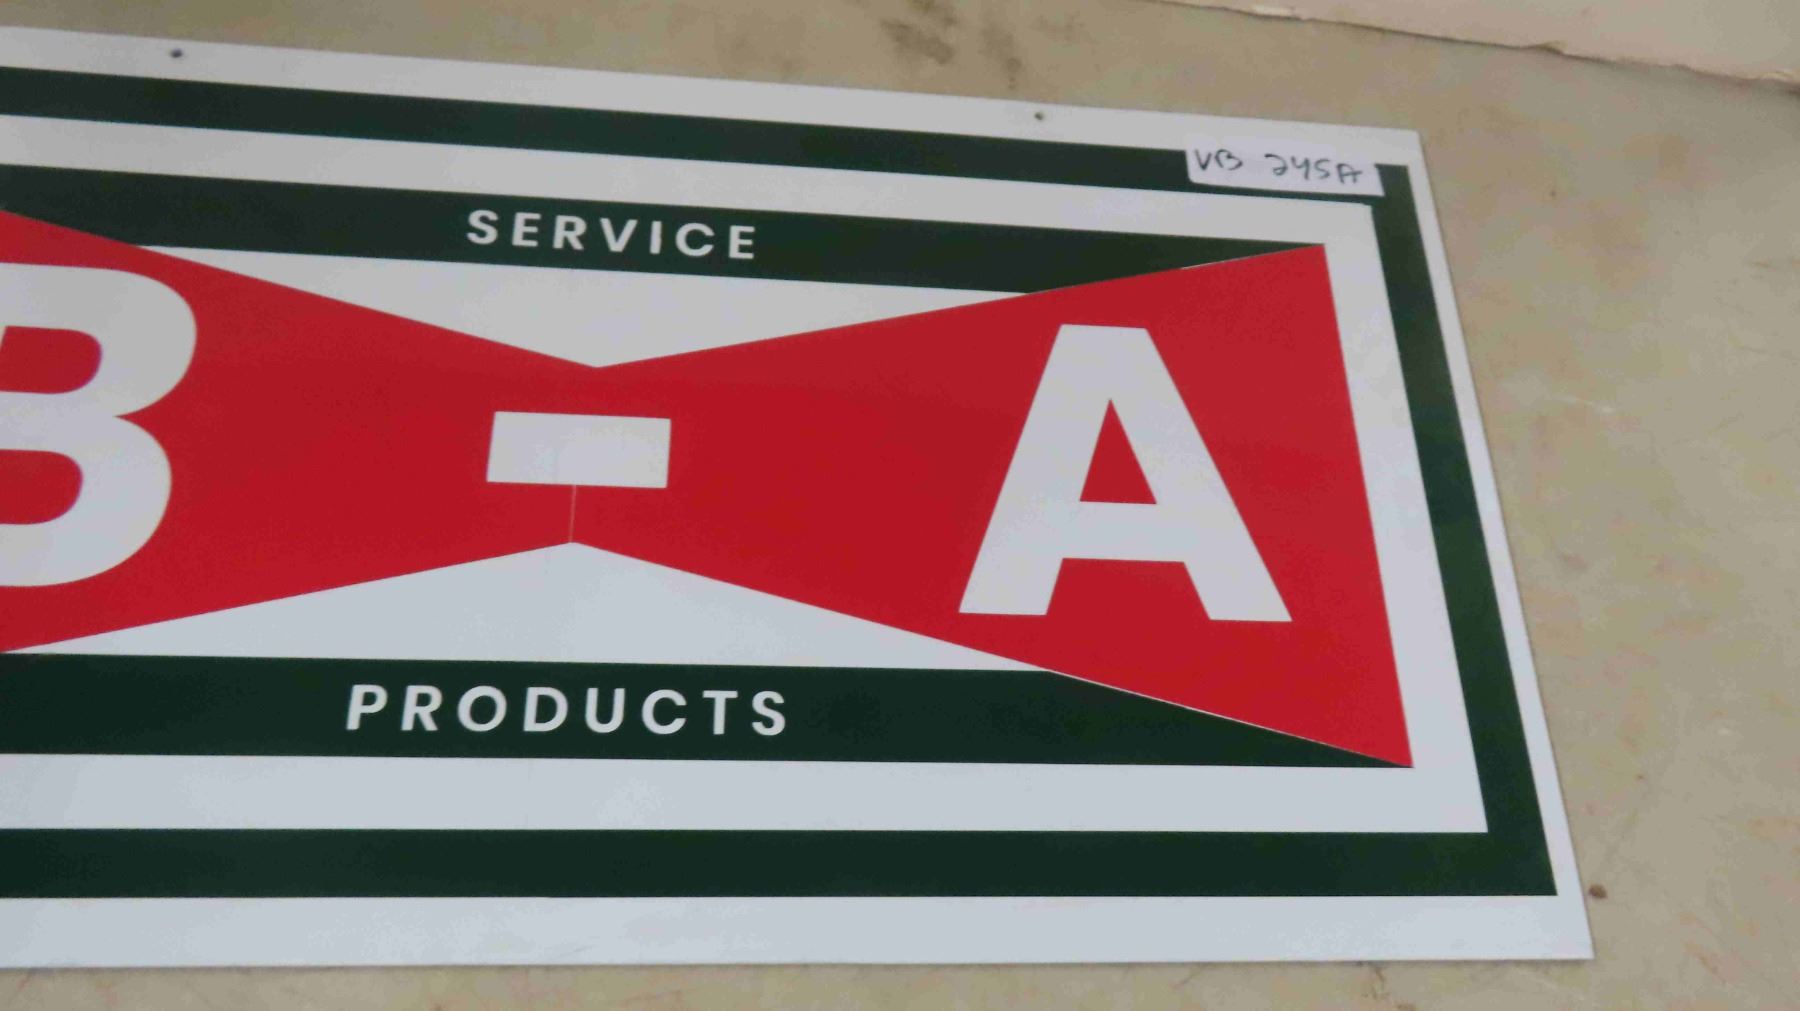 VB 245A
SERVICE
B-A
PRODUCTS